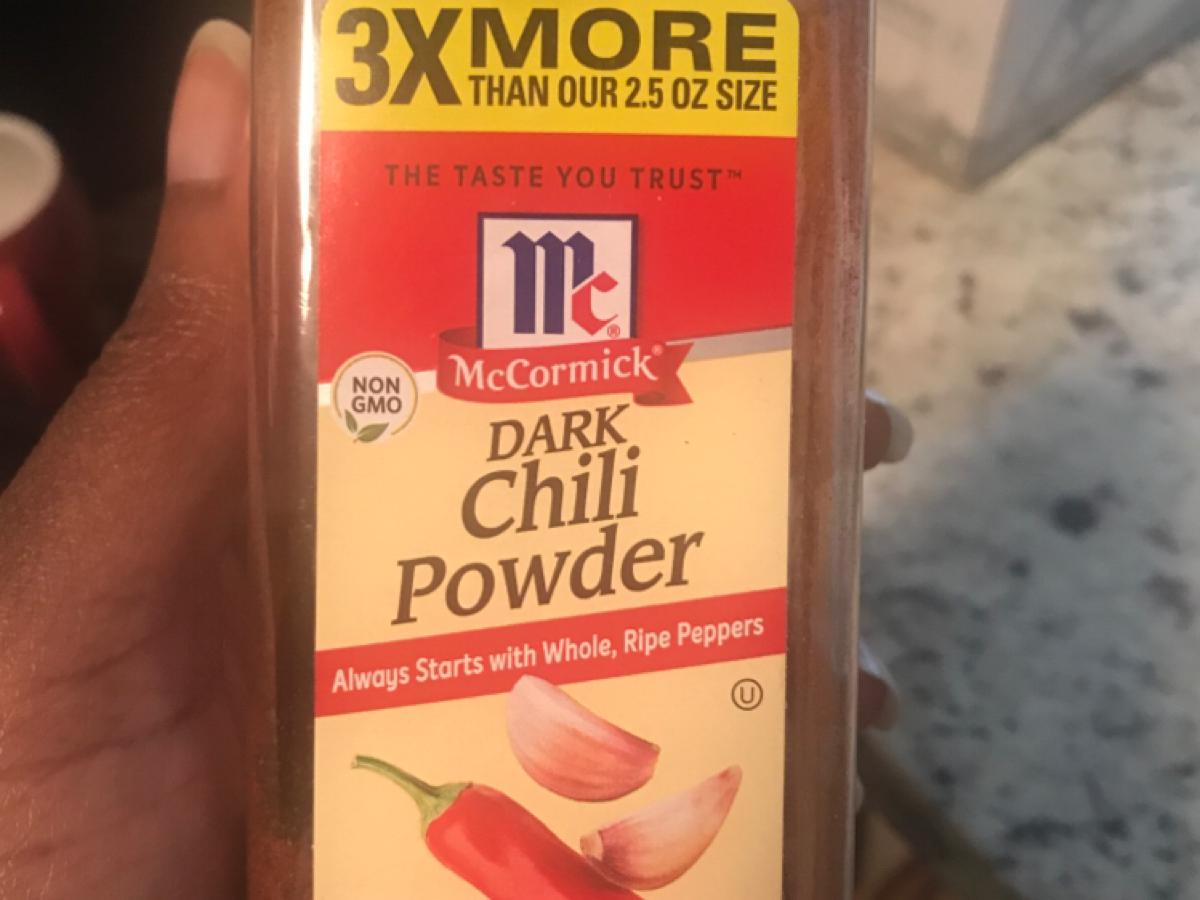 3X MORE
THAN OUR 2.5 OZ SIZE
THE TASTE YOU TRUST™
Mc®
McCormick®
NON
GMO
DARK
Chili
Powder
Always Starts with Whole, Ripe Peppers
U